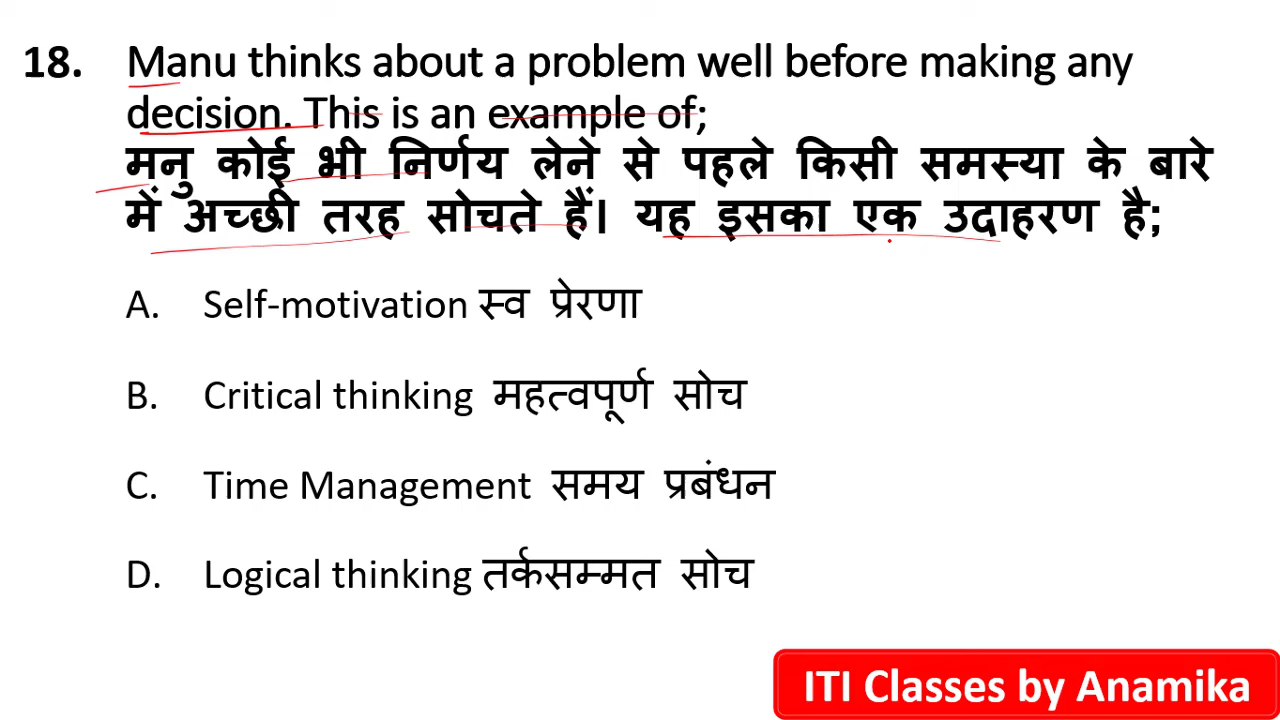 18. Manu thinks about a problem well before making any
decision. This is an example of;
मनु कोई भी निर्णय लेने से पहले किसी समस्या के बारे
में अच्छी तरह सोचते हैं। यह इसका एक उदाहरण है;
A. Self-motivation स्व प्रेरणा
B. Critical thinking महत्वपूर्ण सोच
C. Time Management समय प्रबंधन
D. Logical thinking तर्कसम्मत सोच
ITI Classes by Anamika